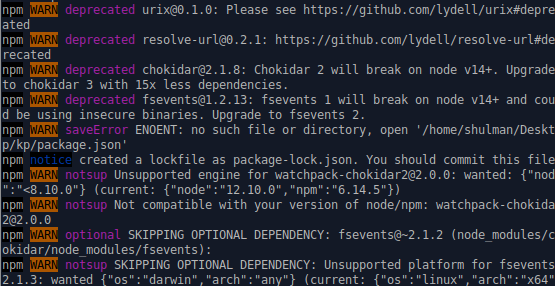 npm WARN deprecated urix@0.1.0: Please see https://github.com/lydell/urix#depre
ated
npm WARN deprecated resolve-url@0.2.1: https://github.com/lydell/resolve-url#de
recated
npm WARN deprecated chokidar@2.1.8: Chokidar 2 will break on node v14+. Upgrade
to chokidar 3 with 15x less dependencies.
npm WARN deprecated fsevents@1.2.13: fsevents 1 will break on node v14+ and cou
d be using insecure binaries. Upgrade to fsevents 2.
npm WARN saveError ENOENT: no such file or directory, open '/home/shulman/Deskt
p/kp/package.json'
npm notice created a lockfile as package-lock.json. You should commit this file
npm WARN notsup Unsupported engine for watchpack-chokidar2@2.0.0: wanted: {"nod
":"<8.10.0"} (current: {"node":"12.10.0","npm":"6.14.5"})
npm WARN notsup Not compatible with your version of node/npm: watchpack-chokida
2@2.0.0
npm WARN optional SKIPPING OPTIONAL DEPENDENCY: fsevents@~2.1.2 (node_modules/c
okidar/node_modules/fsevents):
npm WARN notsup SKIPPING OPTIONAL DEPENDENCY: Unsupported platform for fsevents
2.1.3: wanted {"os":"darwin","arch":"any"} (current: {"os":"linux","arch":"x64"